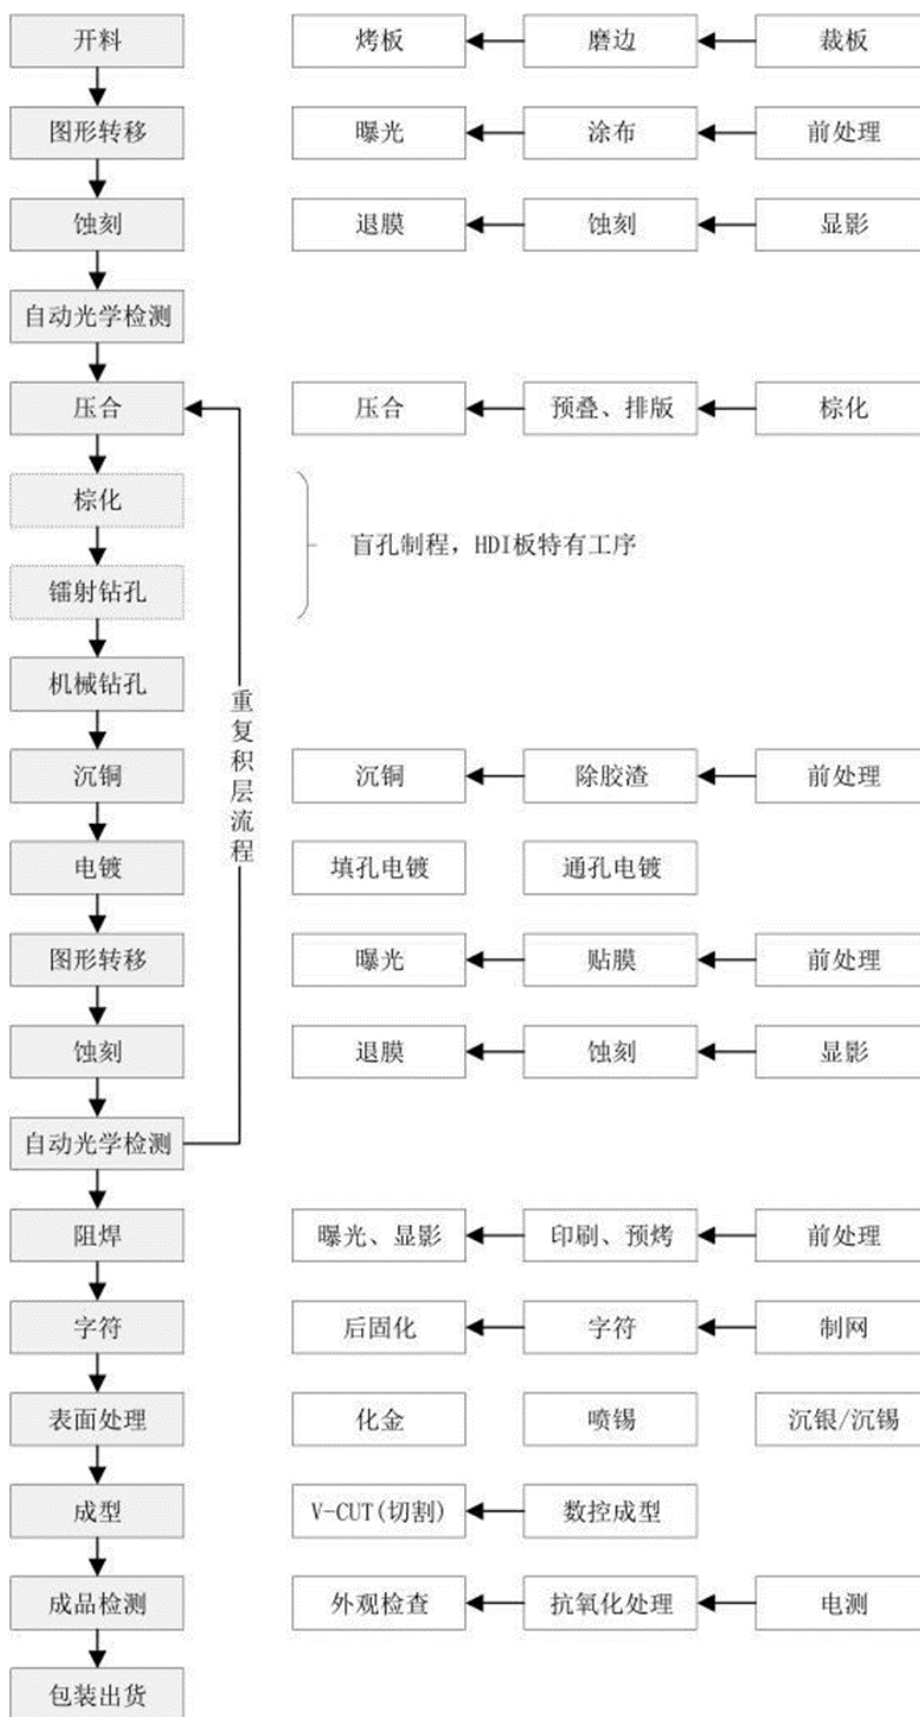 开料 烤板 磨边 裁板
图形转移 曝光 涂布 前处理
蚀刻 退膜 蚀刻 显影
自动光学检测
压合 压合 预叠、排版 棕化
棕化
盲孔制程，HDI板特有工序
镭射钻孔
机械钻孔
重复积层流程
沉铜 沉铜 除胶渣 前处理
电镀 填孔电镀 通孔电镀
图形转移 曝光 贴膜 前处理
蚀刻 退膜 蚀刻 显影
自动光学检测
阻焊 曝光、显影 印刷、预烤 前处理
字符 后固化 字符 制网
表面处理 化金 喷锡 沉银/沉锡
成型 V-CUT(切割) 数控成型
成品检测 外观检查 抗氧化处理 电测
包装出货